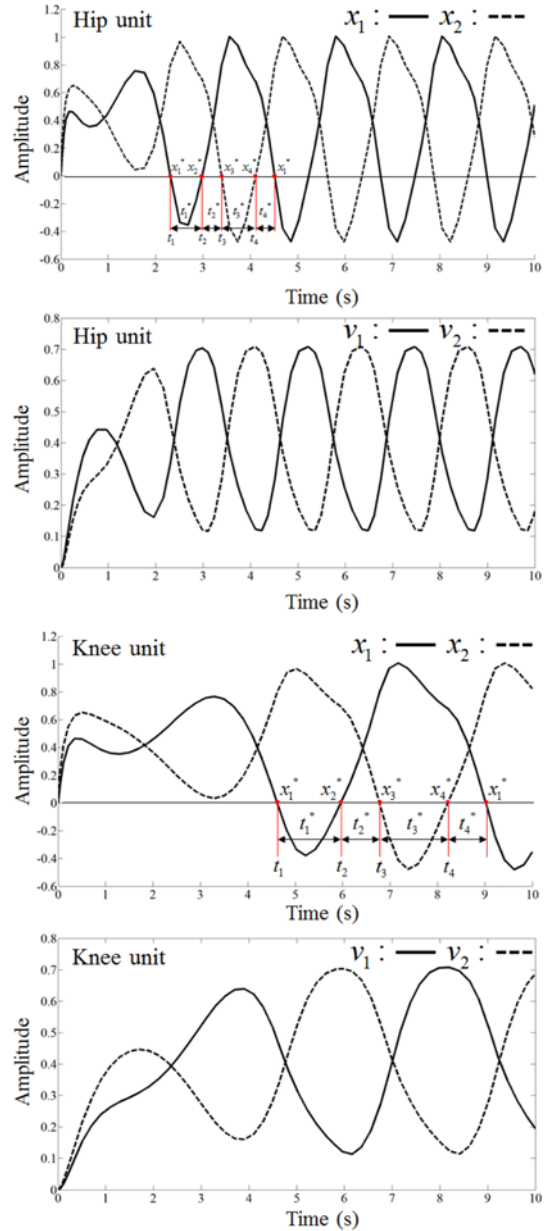 Hip unit x₁ : x₂ :
1.2
1
0.8
0.6
0.4
0.2
0
-0.2
-0.4
-0.6
Amplitude
x₁* x₂* x₃* x₄* x₁*
t₁* t₂* t₃* t₄*
t₁ t₂ t₃ t₄
0 1 2 3 4 5 6 7 8 9 10
Time (s)
Hip unit v₁ : v₂ :
0.8
0.7
0.6
0.5
0.4
0.3
0.2
0.1
0
Amplitude
0 1 2 3 4 5 6 7 8 9 10
Time (s)
Knee unit x₁ : x₂ :
1.2
1
0.8
0.6
0.4
0.2
0
-0.2
-0.4
-0.6
Amplitude
x₁* x₂* x₃* x₄* x₁*
t₁* t₂* t₃* t₄*
t₁ t₂ t₃ t₄
0 1 2 3 4 5 6 7 8 9 10
Time (s)
Knee unit v₁ : v₂ :
0.8
0.7
0.6
0.5
0.4
0.3
0.2
0.1
0
Amplitude
0 1 2 3 4 5 6 7 8 9 10
Time (s)